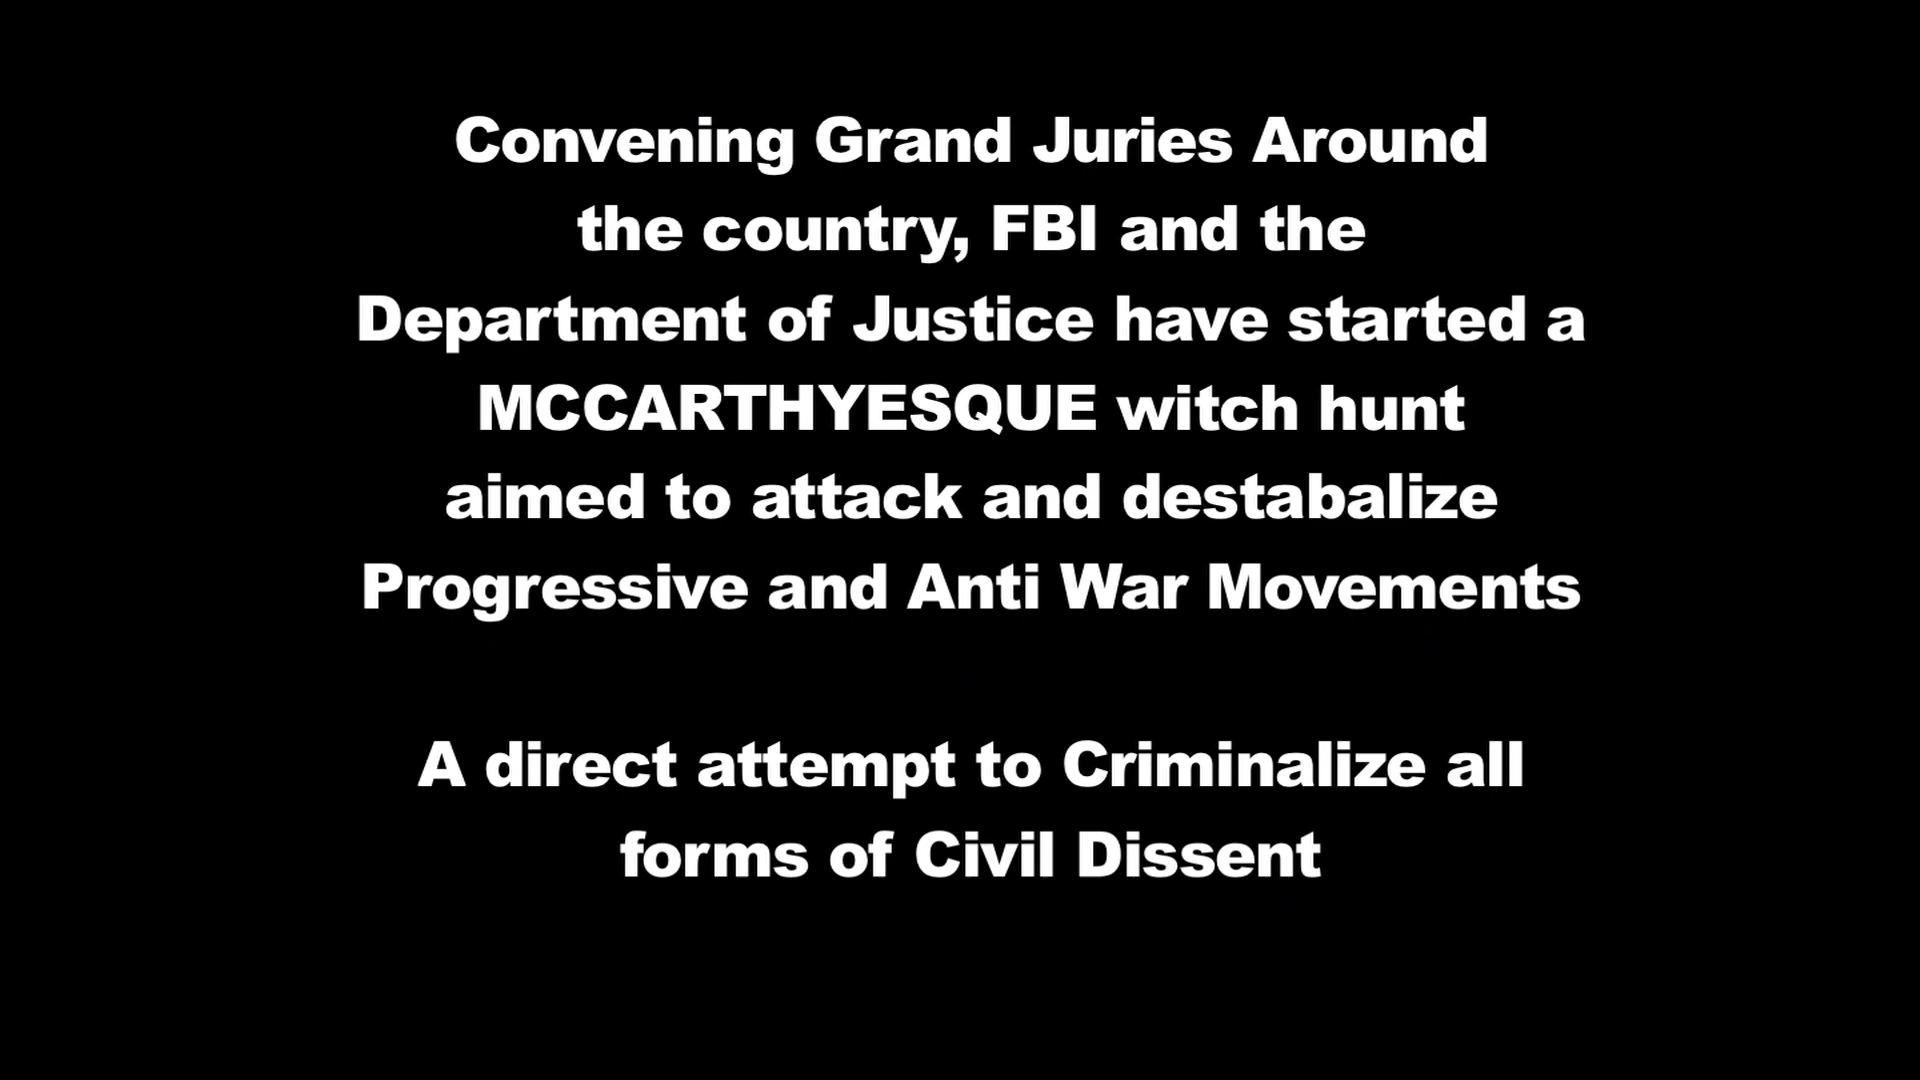 Convening Grand Juries Around
the country, FBI and the
Department of Justice have started a
MCCARTHYESQUE witch hunt
aimed to attack and destabalize
Progressive and Anti War Movements
A direct attempt to Criminalize all
forms of Civil Dissent